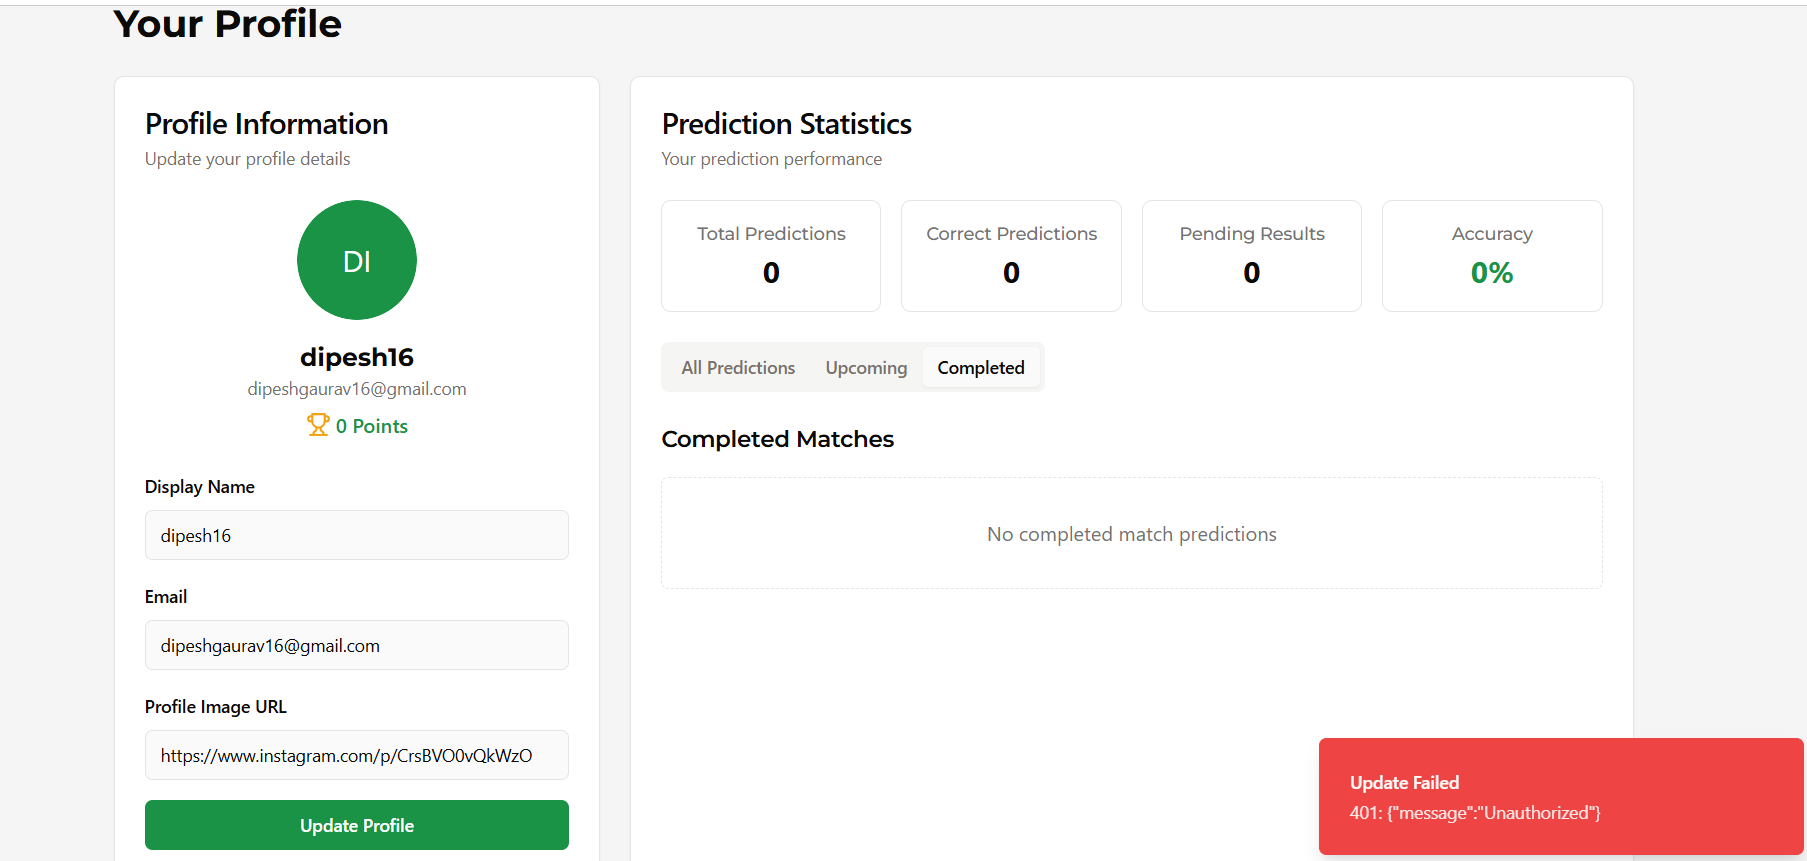 Your Profile
Profile Information
Update your profile details
DI
dipesh16
dipeshgaurav16@gmail.com
0 Points
Display Name
dipesh16
Email
dipeshgaurav16@gmail.com
Profile Image URL
https://www.instagram.com/p/CrsBVO0vQkWzO
Update Profile
Prediction Statistics
Your prediction performance
Total Predictions
0
Correct Predictions
0
Pending Results
0
Accuracy
0%
All Predictions Upcoming Completed
Completed Matches
No completed match predictions
Update Failed
401: {"message":"Unauthorized"}